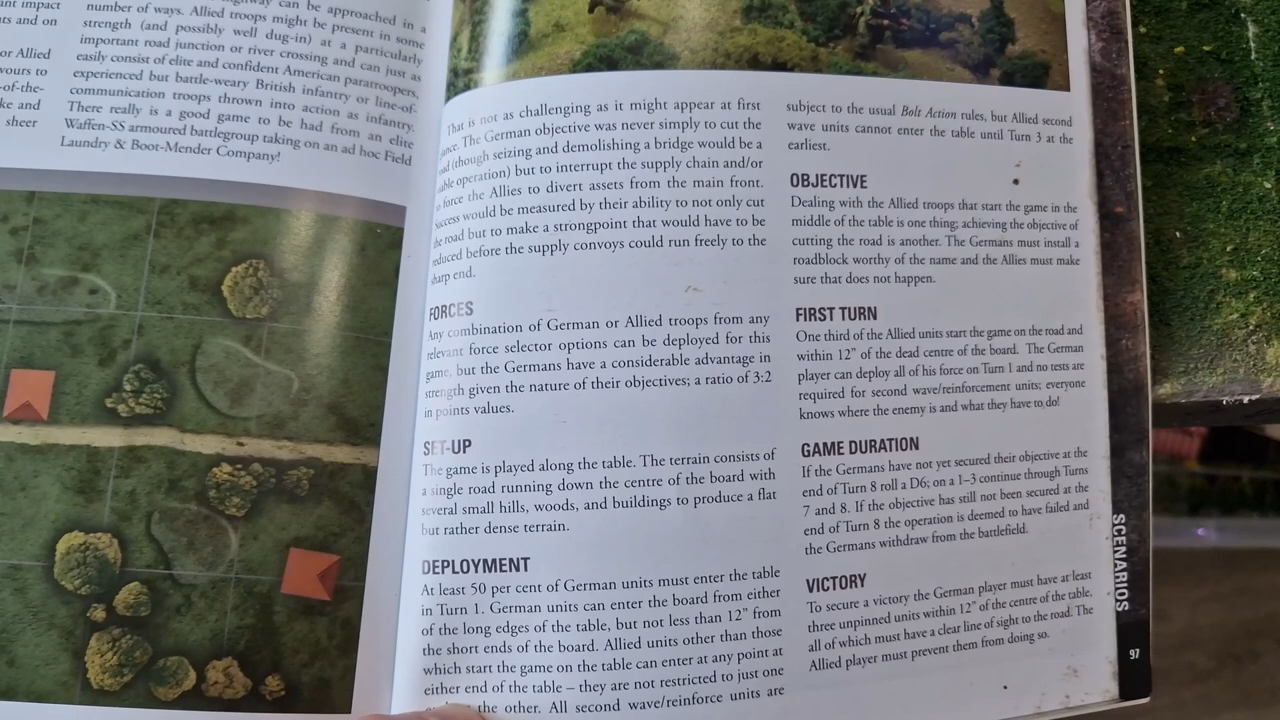 ant impact
ts and on
or Allied
vours to
-of-the-
ke and
sheer
can be approached in a
number of ways. Allied troops might be present in some
strength (and possibly well dug-in) at a particularly
important road junction or river crossing and can just as
easily consist of elite and confident American paratroopers,
experienced but battle-weary British infantry or line-of-
communication troops thrown into action as infantry.
There really is a good game to be had from an elite
Waffen-SS armoured battlegroup taking on an ad hoc Field
Laundry & Boot-Mender Company!
That is not as challenging as it might appear at first
The German objective was never simply to cut the
(though seizing and demolishing a bridge would be a
operation) but to interrupt the supply chain and/or
force the Allies to divert assets from the main front.
Success would be measured by their ability to not only cut
the road but to make a strongpoint that would have to be
reduced before the supply convoys could run freely to the
sharp end.
FORCES
Any combination of German or Allied troops from any
relevant force selector options can be deployed for this
game, but the Germans have a considerable advantage in
strength given the nature of their objectives; a ratio of 3:2
in points values.
SET-UP
The game is played along the table. The terrain consists of
a single road running down the centre of the board with
several small hills, woods, and buildings to produce a flat
but rather dense terrain.
DEPLOYMENT
At least 50 per cent of German units must enter the table
in Turn 1. German units can enter the board from either
of the long edges of the table, but not less than 12" from
the short ends of the board. Allied units other than those
which start the game on the table can enter at any point at
either end of the table – they are not restricted to just one
the other. All second wave/reinforce units are
subject to the usual Bolt Action rules, but Allied second
wave units cannot enter the table until Turn 3 at the
earliest.
OBJECTIVE
Dealing with the Allied troops that start the game in the
middle of the table is one thing; achieving the objective of
cutting the road is another. The Germans must install a
roadblock worthy of the name and the Allies must make
sure that does not happen.
FIRST TURN
One third of the Allied units start the game on the road and
within 12" of the dead centre of the board. The German
player can deploy all of his force on Turn 1 and no tests are
required for second wave/reinforcement units; everyone
knows where the enemy is and what they have to do!
GAME DURATION
If the Germans have not yet secured their objective at the
end of Turn 8 roll a D6; on a 1–3 continue through Turns
7 and 8. If the objective has still not been secured at the
end of Turn 8 the operation is deemed to have failed and
the Germans withdraw from the battlefield.
VICTORY
To secure a victory the German player must have at least
three unpinned units within 12" of the centre of the table,
all of which must have a clear line of sight to the road. The
Allied player must prevent them from doing so.
SCENARIOS
97